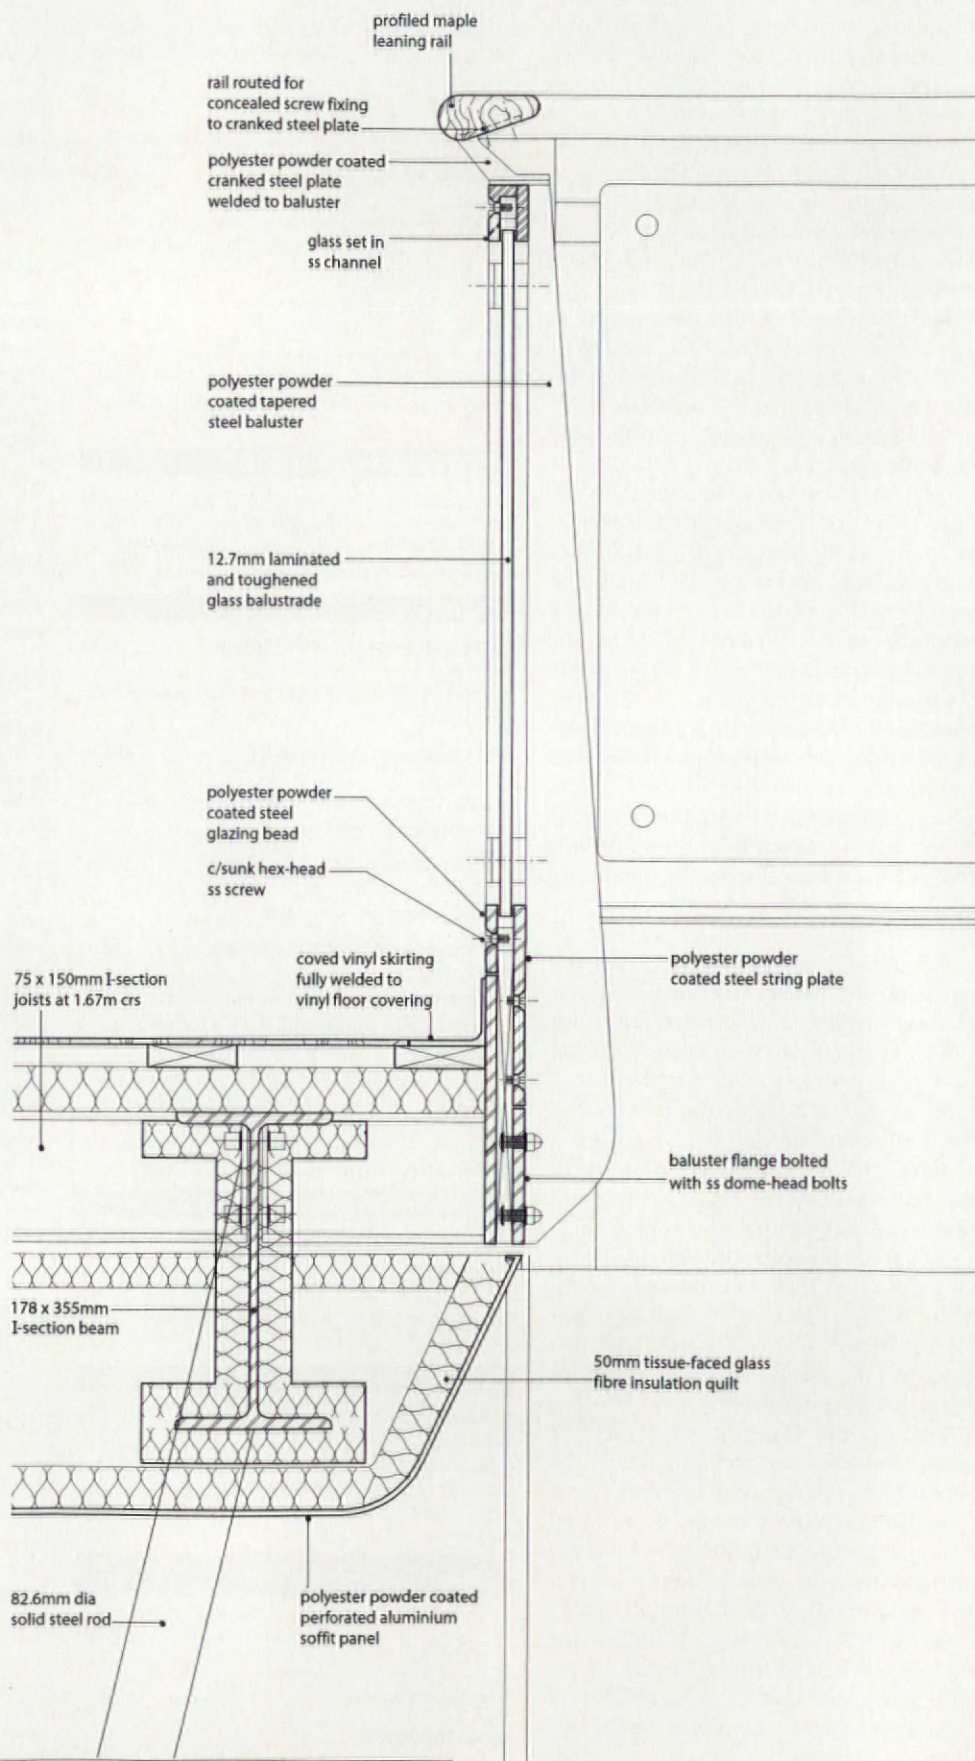 profiled maple
leaning rail
rail routed for
concealed screw fixing
to cranked steel plate
polyester powder coated
cranked steel plate
welded to baluster
glass set in
ss channel
polyester powder
coated tapered
steel baluster
12.7mm laminated
and toughened
glass balustrade
polyester powder
coated steel
glazing bead
c/sunk hex-head
ss screw
coved vinyl skirting
fully welded to
vinyl floor covering
75 x 150mm I-section
joists at 1.67m crs
polyester powder
coated steel string plate
baluster flange bolted
with ss dome-head bolts
178 x 355mm
I-section beam
50mm tissue-faced glass
fibre insulation quilt
82.6mm dia
solid steel rod
polyester powder coated
perforated aluminium
soffit panel